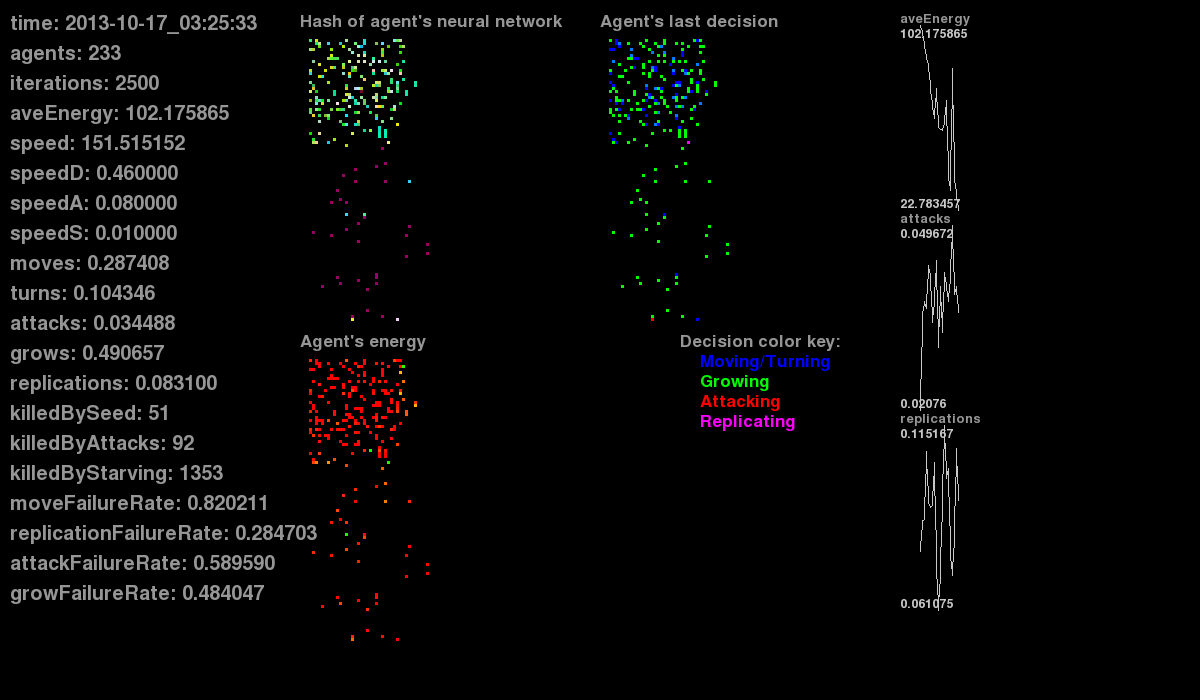 time: 2013-10-17_03:25:33
agents: 233
iterations: 2500
aveEnergy: 102.175865
speed: 151.515152
speedD: 0.460000
speedA: 0.080000
speedS: 0.010000
moves: 0.287408
turns: 0.104346
attacks: 0.034488
grows: 0.490657
replications: 0.083100
killedBySeed: 51
killedByAttacks: 92
killedByStarving: 1353
moveFailureRate: 0.820211
replicationFailureRate: 0.284703
attackFailureRate: 0.589590
growFailureRate: 0.484047
Hash of agent's neural network
Agent's energy
Agent's last decision
Decision color key:
Moving/Turning
Growing
Attacking
Replicating
aveEnergy
102.175865
22.783457
attacks
0.049672
0.02076
replications
0.115167
0.061075